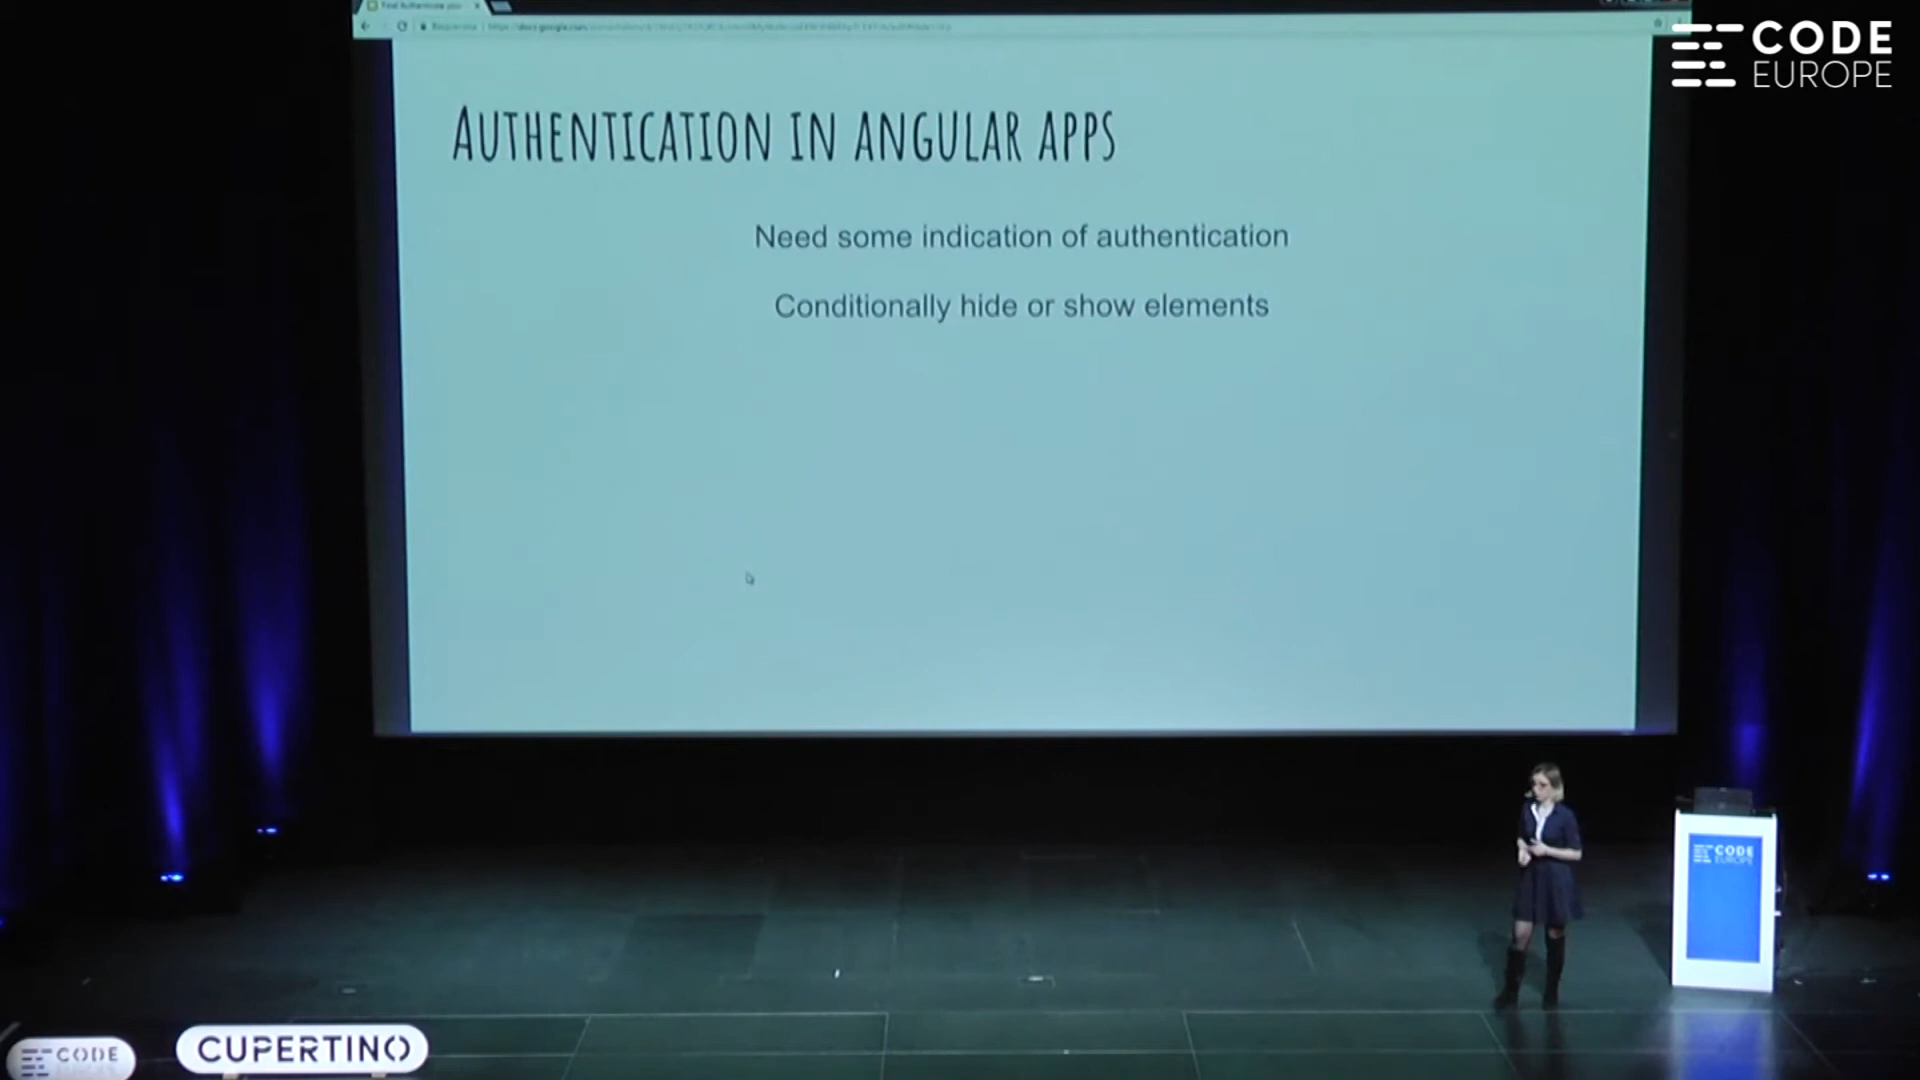 CODE
EUROPE
AUTHENTICATION IN ANGULAR APPS
Need some indication of authentication
Conditionally hide or show elements
CODE
EUROPE
CODE
CUPERTINO